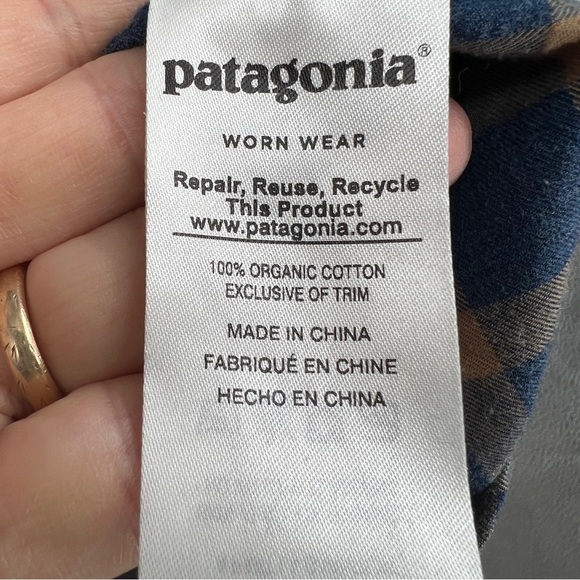 patagonia®
WORN WEAR
Repair, Reuse, Recycle
This Product
www.patagonia.com
100% ORGANIC COTTON
EXCLUSIVE OF TRIM
MADE IN CHINA
FABRIQUÉ EN CHINE
HECHO EN CHINA